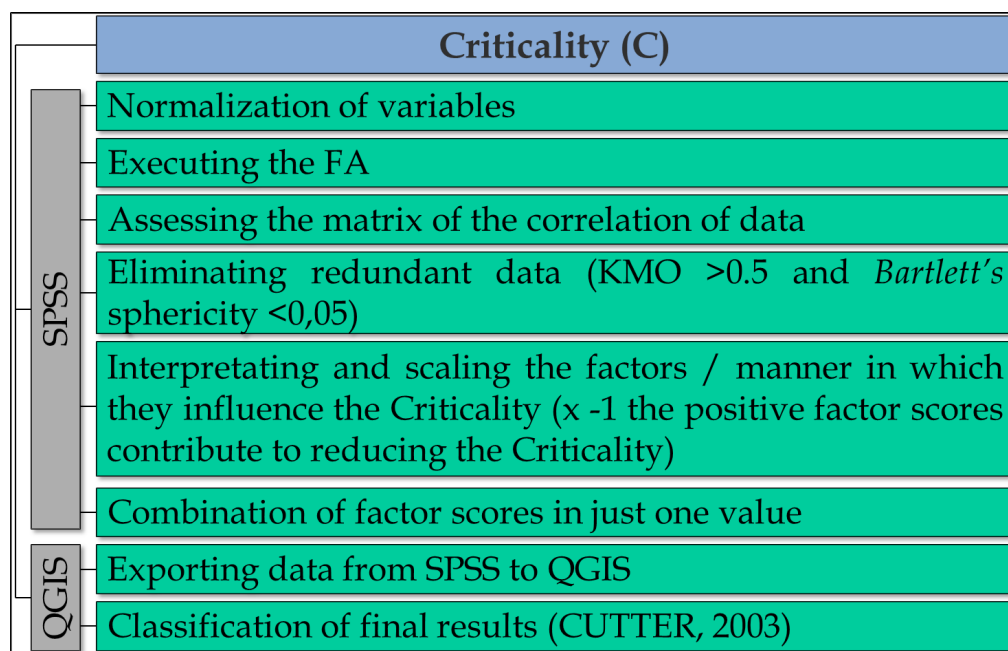 Criticality (C)
SPSS
Normalization of variables
Executing the FA
Assessing the matrix of the correlation of data
Eliminating redundant data (KMO >0.5 and Bartlett's
sphericity <0,05)
Interpretating and scaling the factors / manner in which
they influence the Criticality (x -1 the positive factor scores
contribute to reducing the Criticality)
Combination of factor scores in just one value
QGIS
Exporting data from SPSS to QGIS
Classification of final results (CUTTER, 2003)